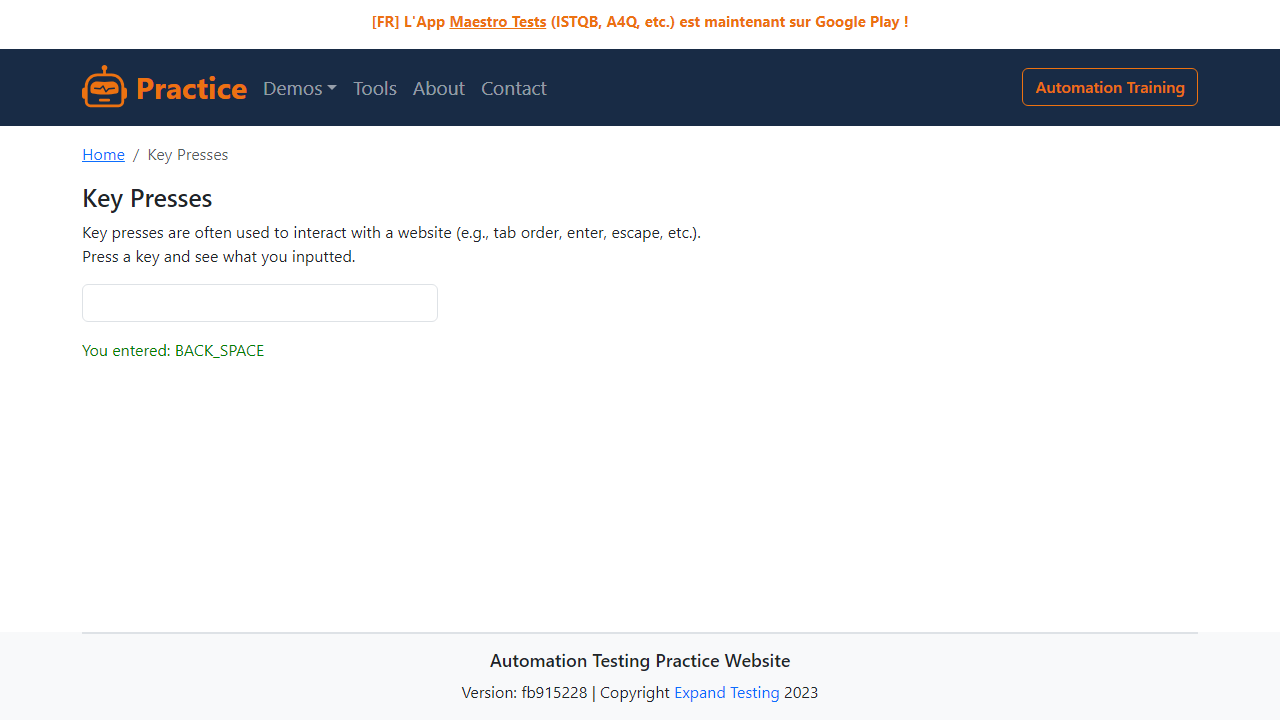 [FR] L'App Maestro Tests (ISTQB, A4Q, etc.) est maintenant sur Google Play !
Practice Demos Tools About Contact Automation Training
Home / Key Presses
Key Presses
Key presses are often used to interact with a website (e.g., tab order, enter, escape, etc.).
Press a key and see what you inputted.
You entered: BACK_SPACE
Automation Testing Practice Website
Version: fb915228 | Copyright Expand Testing 2023